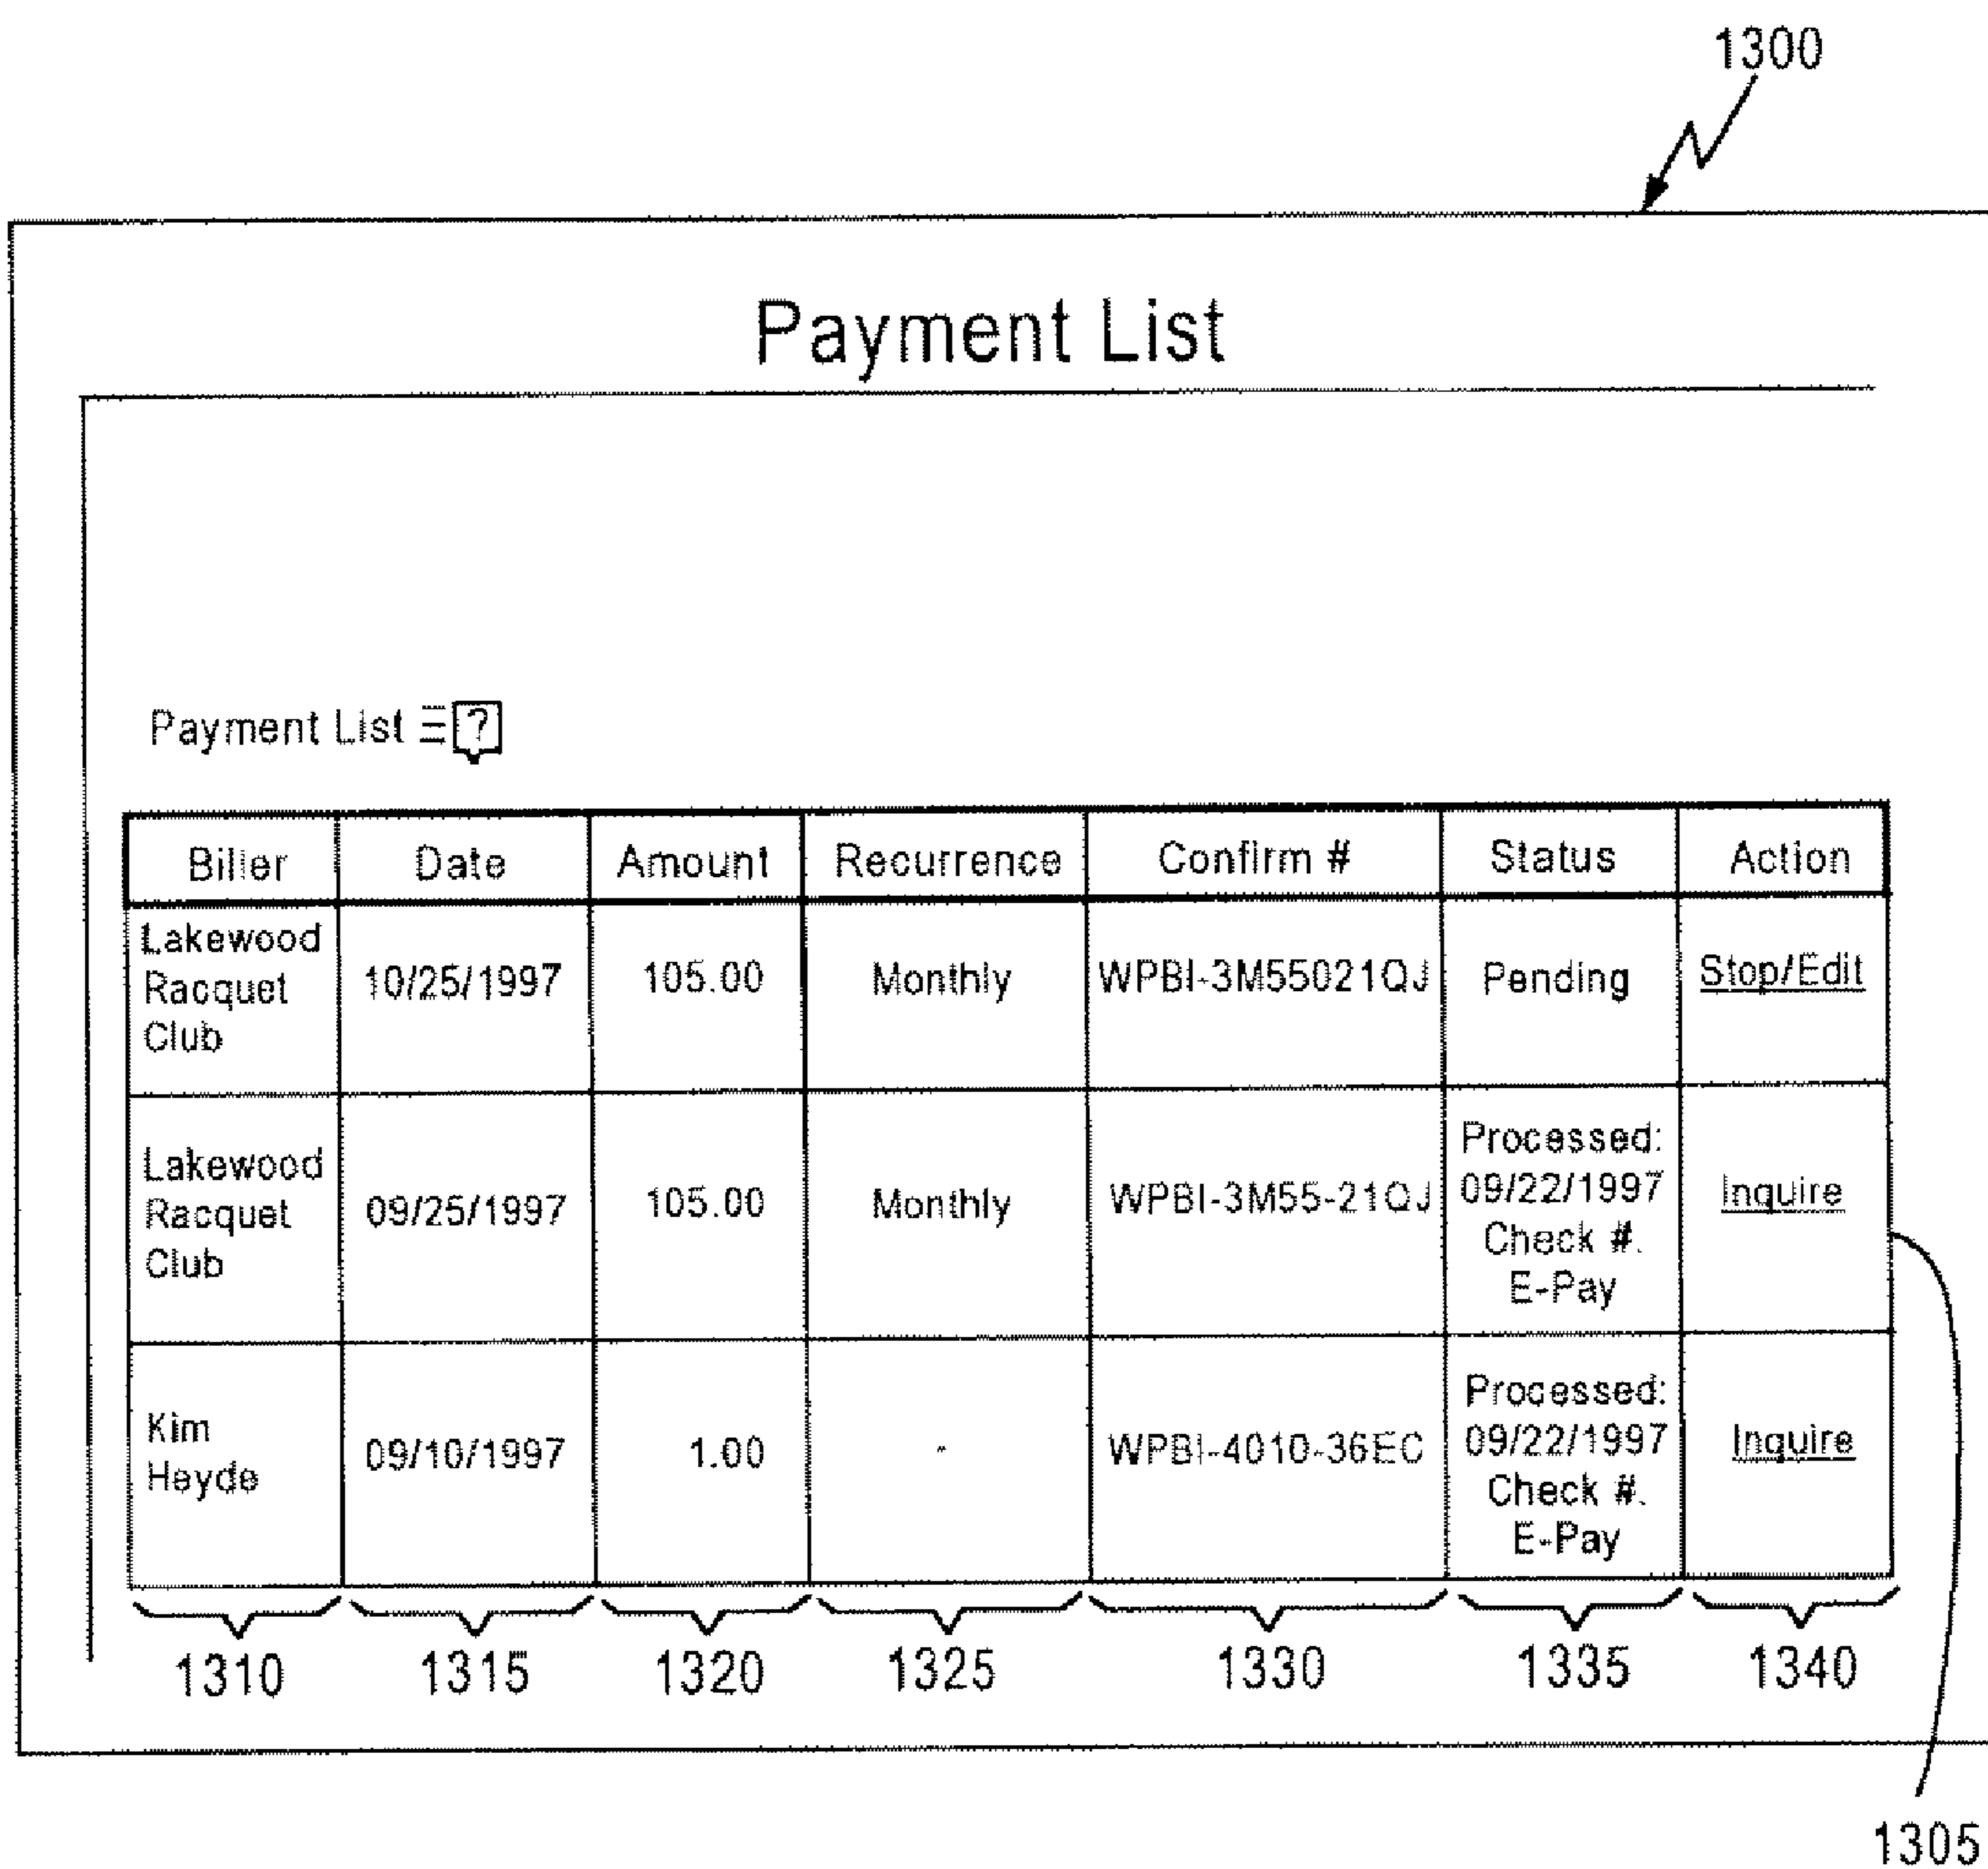 1300
Payment List
Payment List ?
Biller Date Amount Recurrence Confirm # Status Action
Lakewood
Racquet
Club
10/25/1997 105.00 Monthly WPBI-3M55021QJ Pending Stop/Edit
Lakewood
Racquet
Club
09/25/1997 105.00 Monthly WPBI-3M55-21QJ
Processed:
09/22/1997
Check #.
E-Pay
Inquire
Kim
Heyde
09/10/1997 1.00 - WPBI-4010-36EC
Processed:
09/22/1997
Check #.
E-Pay
Inquire
1310 1315 1320 1325 1330 1335 1340
1305